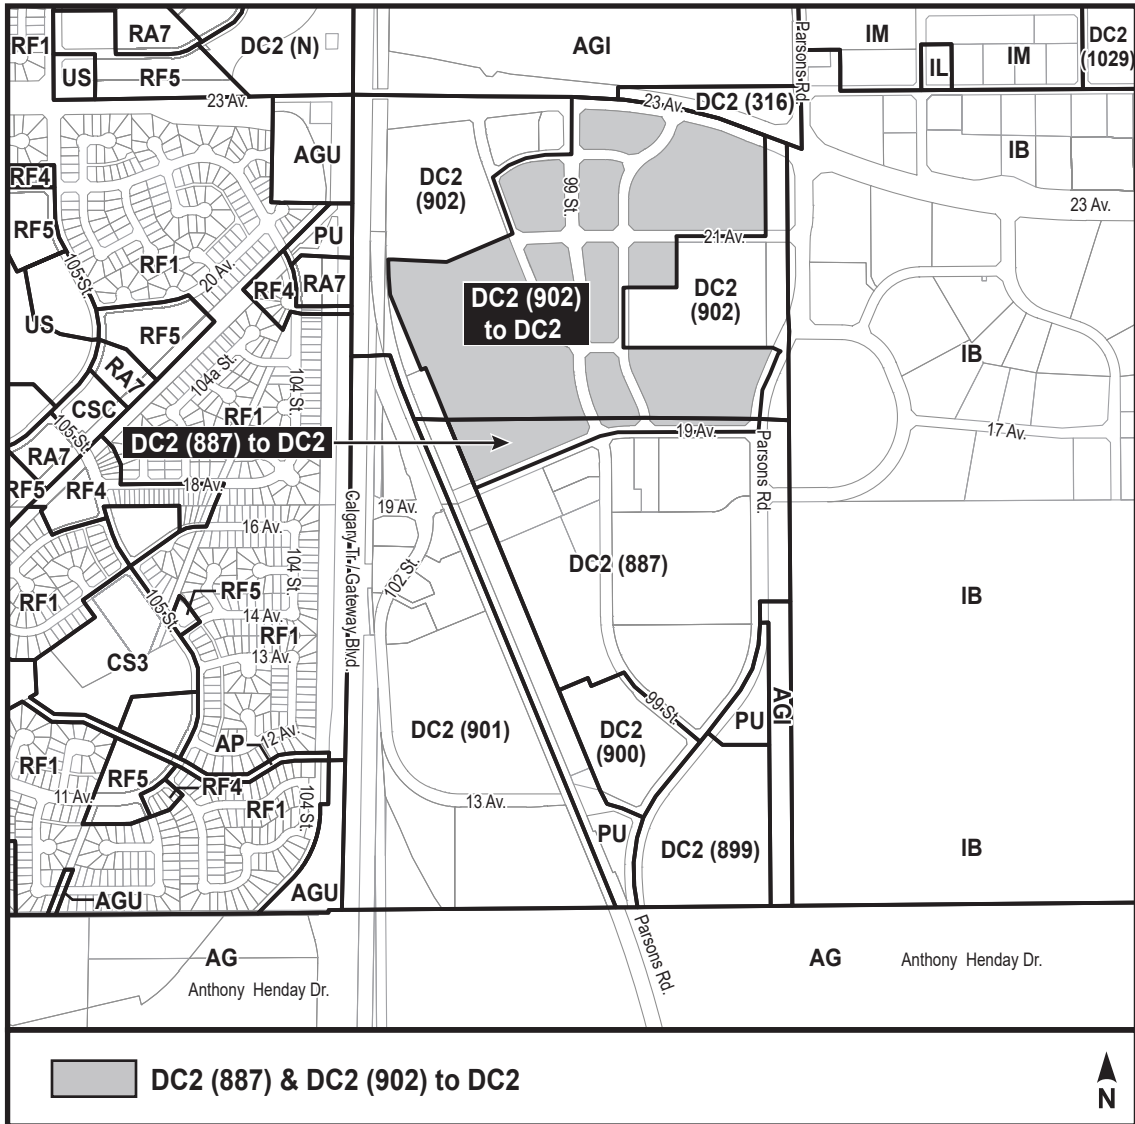 RF1
RA7
DC2 (N)
AGI
Parsons Rd.
IM
DC2
(1029)
US
RF5
IL
IM
23 Av.
23 Av.
DC2 (316)
AGU
DC2
(902)
99 St.
IB
RF4
RF5
PU
21 Av.
23 Av.
105 St.
RF1
20 Av.
RF4
RA7
DC2 (902)
to DC2
DC2
(902)
US
RF5
IB
RA7
104a St.
104 St.
CSC
RF1
105 St.
DC2 (887) to DC2
19 Av.
17 Av.
RA7
Parsons Rd.
RF5
RF4
18 Av.
Calgary Tr./Gateway Blvd.
19 Av.
16 Av.
104 St.
DC2 (887)
102 St.
RF1
105 St.
RF5
IB
14 Av.
RF1
13 Av.
CS3
99 St.
AGI
PU
DC2 (901)
DC2
(900)
AP
12 Av.
RF1
RF5
RF4
11 Av.
RF1
104 St.
13 Av.
PU
DC2 (899)
IB
AGU
AGU
Parsons Rd.
AG
AG
Anthony Henday Dr.
Anthony Henday Dr.
DC2 (887) & DC2 (902) to DC2
N